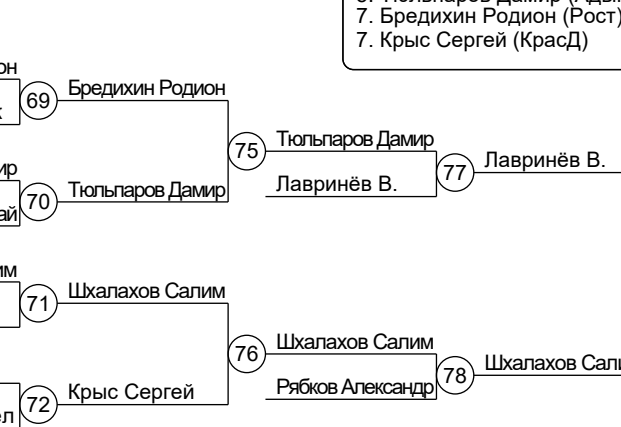 7. Бредихин Родион (Рост)
7. Крыс Сергей (КрасД)
69 Бредихин Родион
75 Тюльпаров Дамир
77 Лавринёв В.
70 Тюльпаров Дамир
Лавринёв В.
71 Шхалахов Салим
76 Шхалахов Салим
78 Шхалахов
72 Крыс Сергей
Рябков Александр